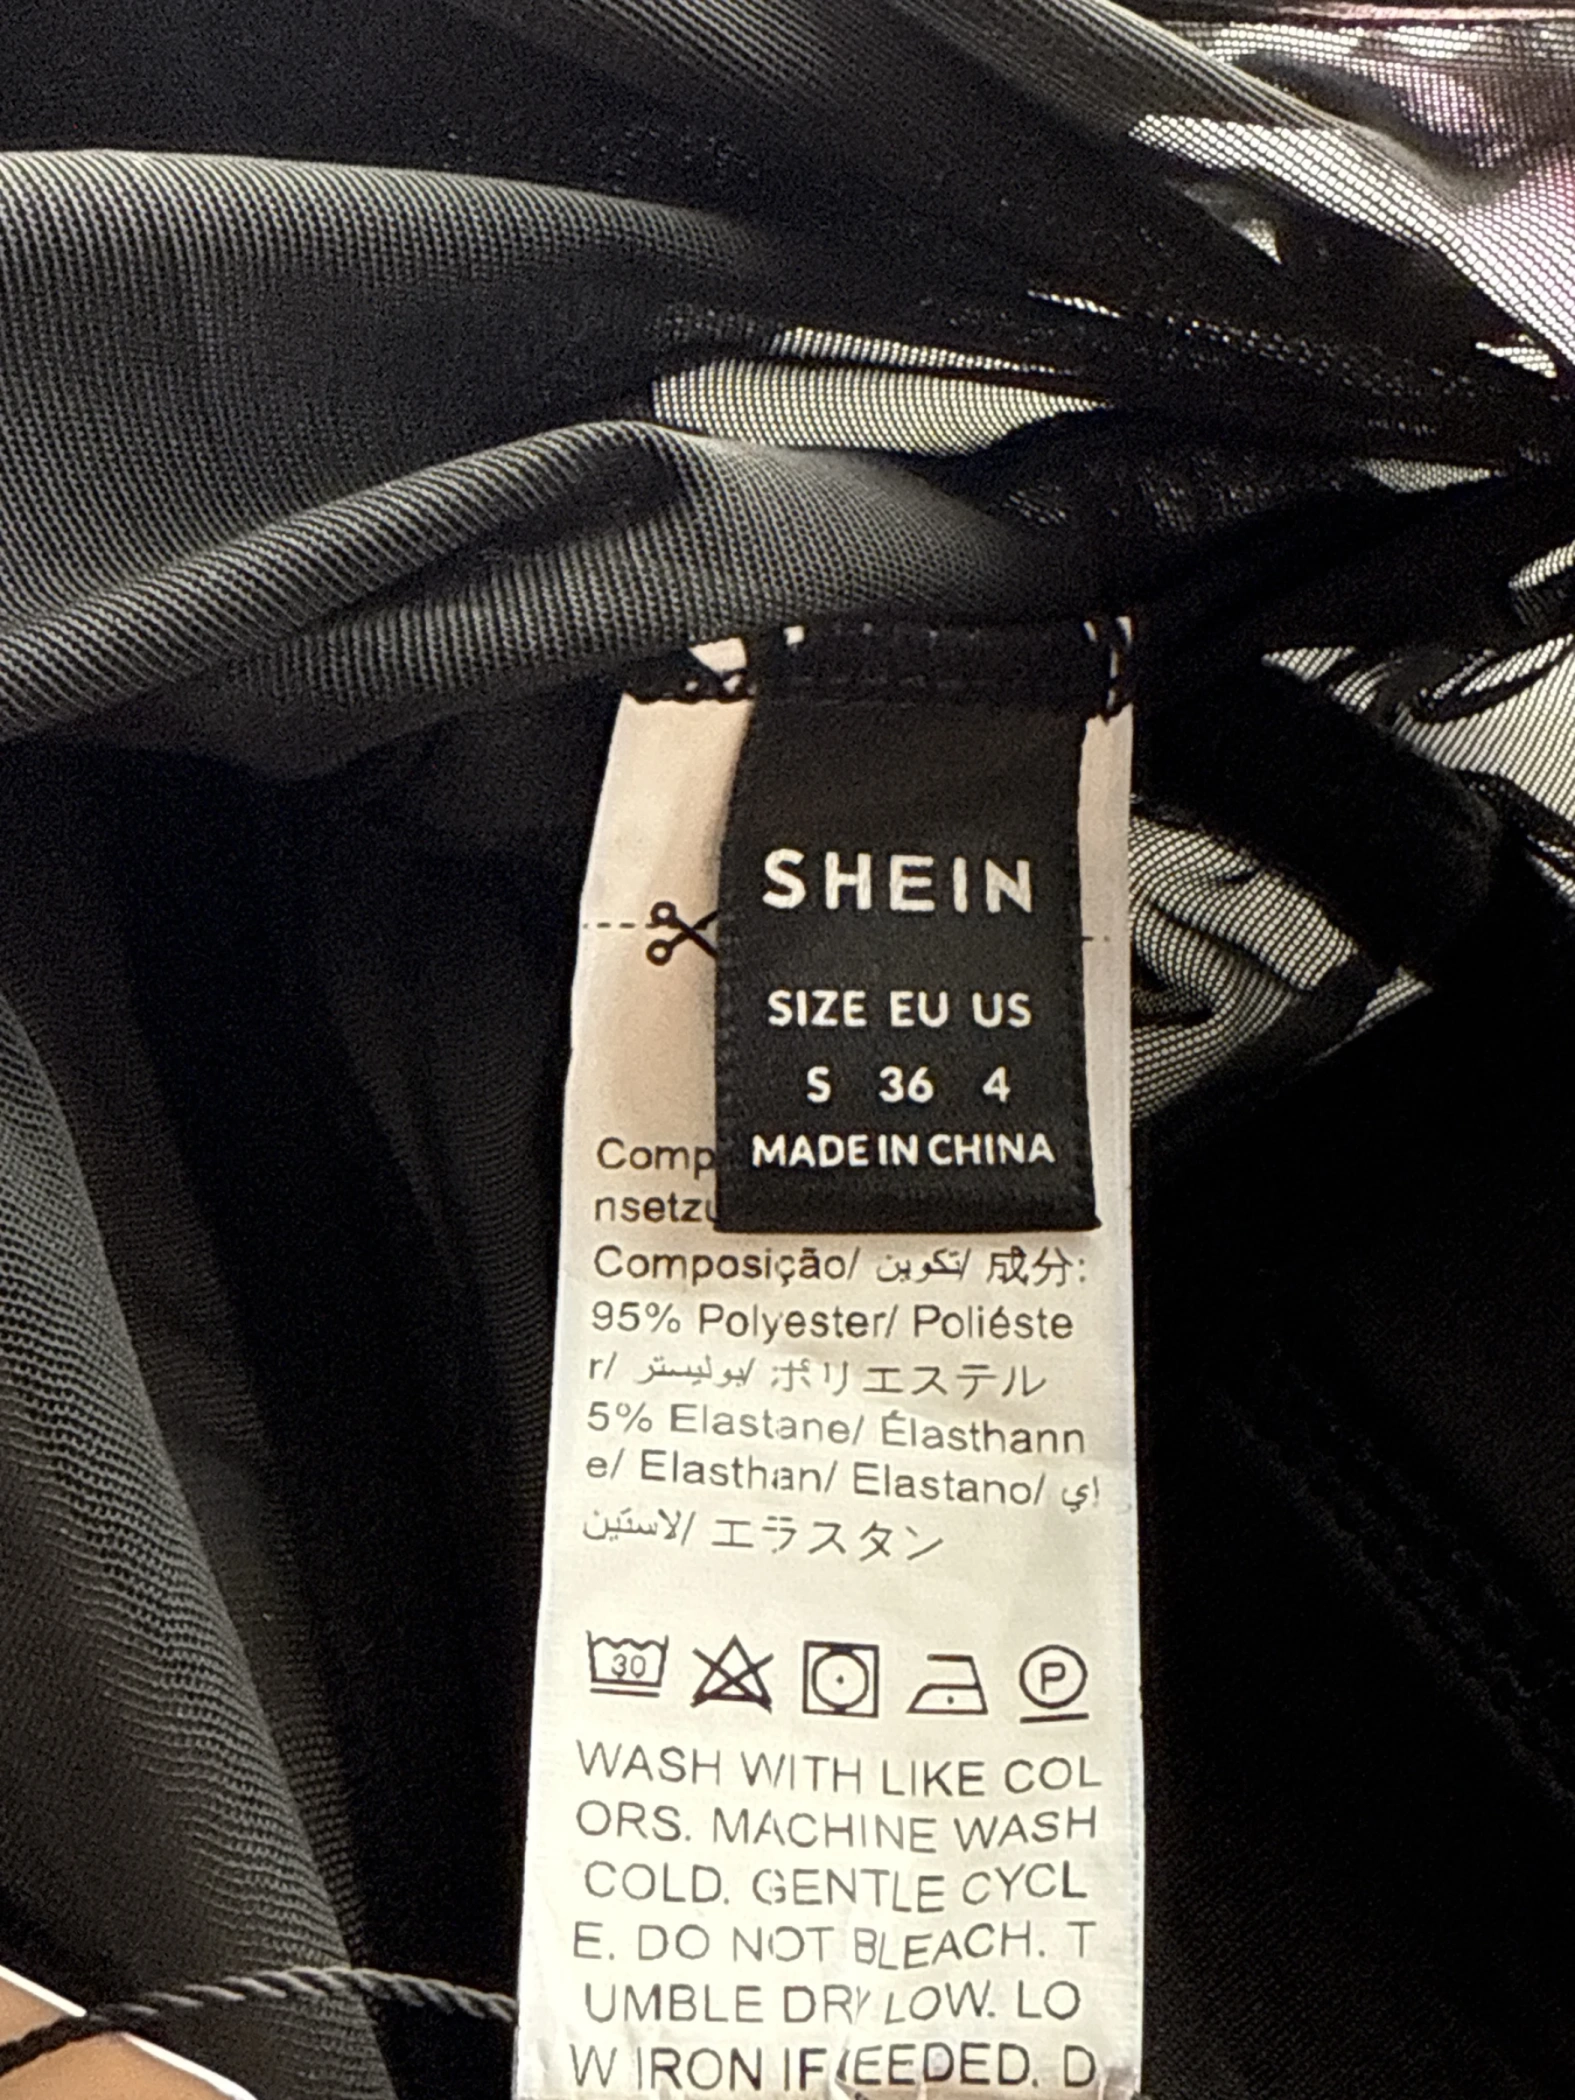 SHEIN
SIZE EU US
S 36 4
MADE IN CHINA
Comp
nsetzu
Composição/ تكوين/ 成分:
95% Polyester/ Poliéste
r/ بوليستر/ ポリエステル
5% Elastane/ Élasthann
e/ Elasthan/ Elastano/ اي
لاستين/ エラスタン
30
P
WASH WITH LIKE COL
ORS. MACHINE WASH
COLD. GENTLE CYCL
E. DO NOT BLEACH. T
UMBLE DRY LOW. LO
W IRON IF NEEDED. D